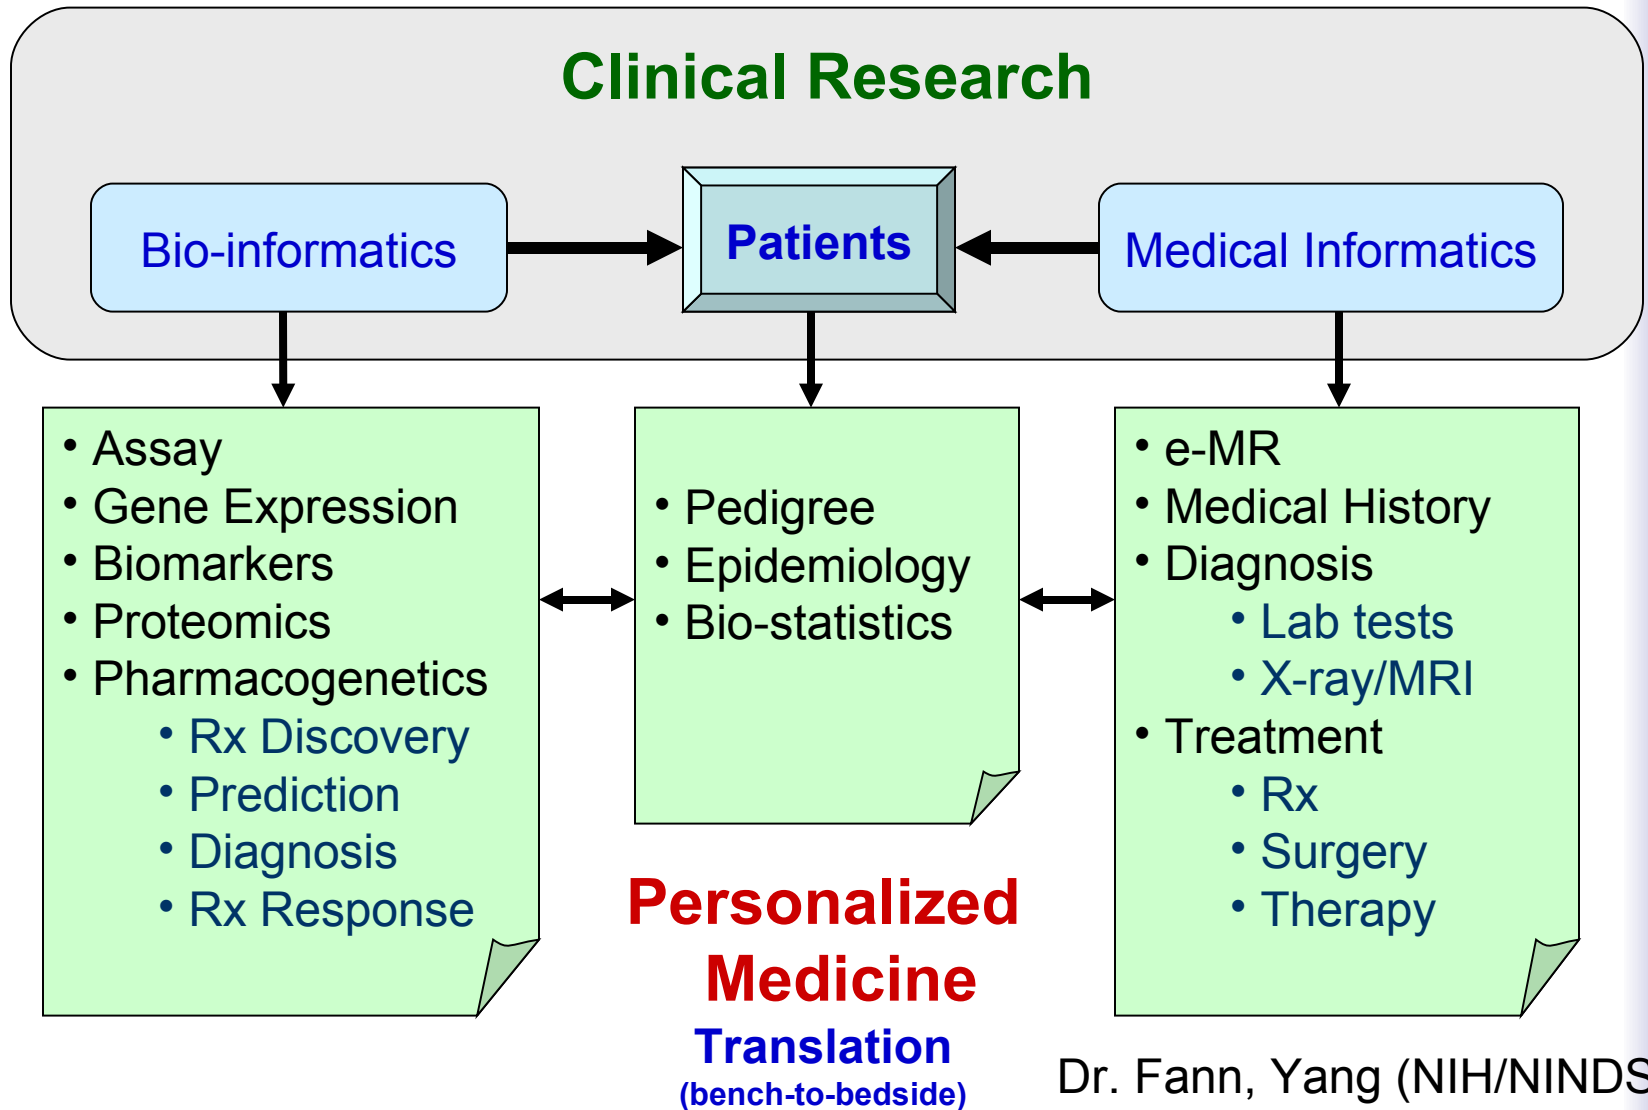 Clinical Research
Bio-informatics
Patients
Medical Informatics
• Assay
• Gene Expression
• Biomarkers
• Proteomics
• Pharmacogenetics
• Rx Discovery
• Prediction
• Diagnosis
• Rx Response
• Pedigree
• Epidemiology
• Bio-statistics
• e-MR
• Medical History
• Diagnosis
• Lab tests
• X-ray/MRI
• Treatment
• Rx
• Surgery
• Therapy
Personalized
Medicine
Translation
(bench-to-bedside)
Dr. Fann, Yang (NIH/NINDS